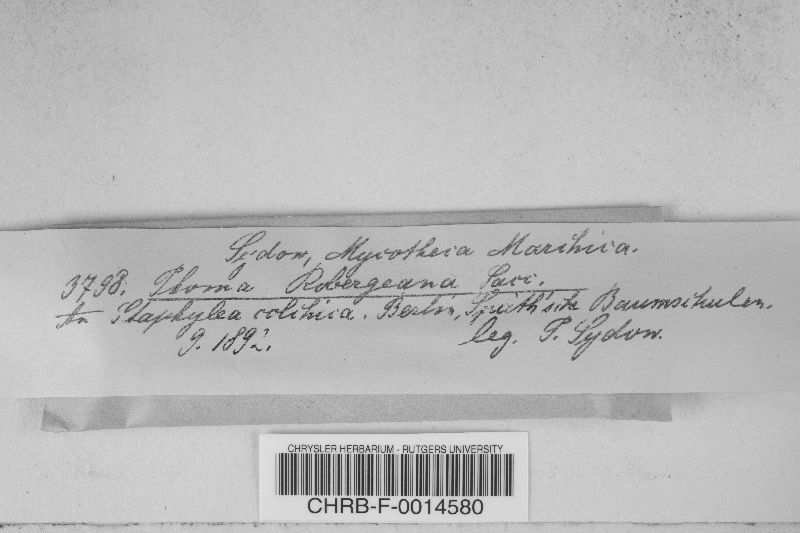 Sydow, Mycotheca Marchica.
3798. Phoma Robergeana Sacc.
An Staphylea colchica. Berlin, Späth'sche Baumschulen.
9. 1892. leg. P. Sydow.
CHRYSLER HERBARIUM - RUTGERS UNIVERSITY
CHRB-F-0014580